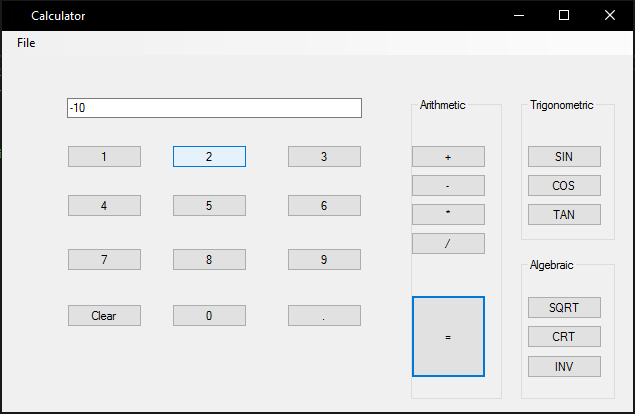 Calculator
File
-10
Arithmetic
Trigonometric
1 2 3 + SIN
- COS
4 5 6 * TAN
/
7 8 9
Algebraic
SQRT
Clear 0 . = CRT
INV